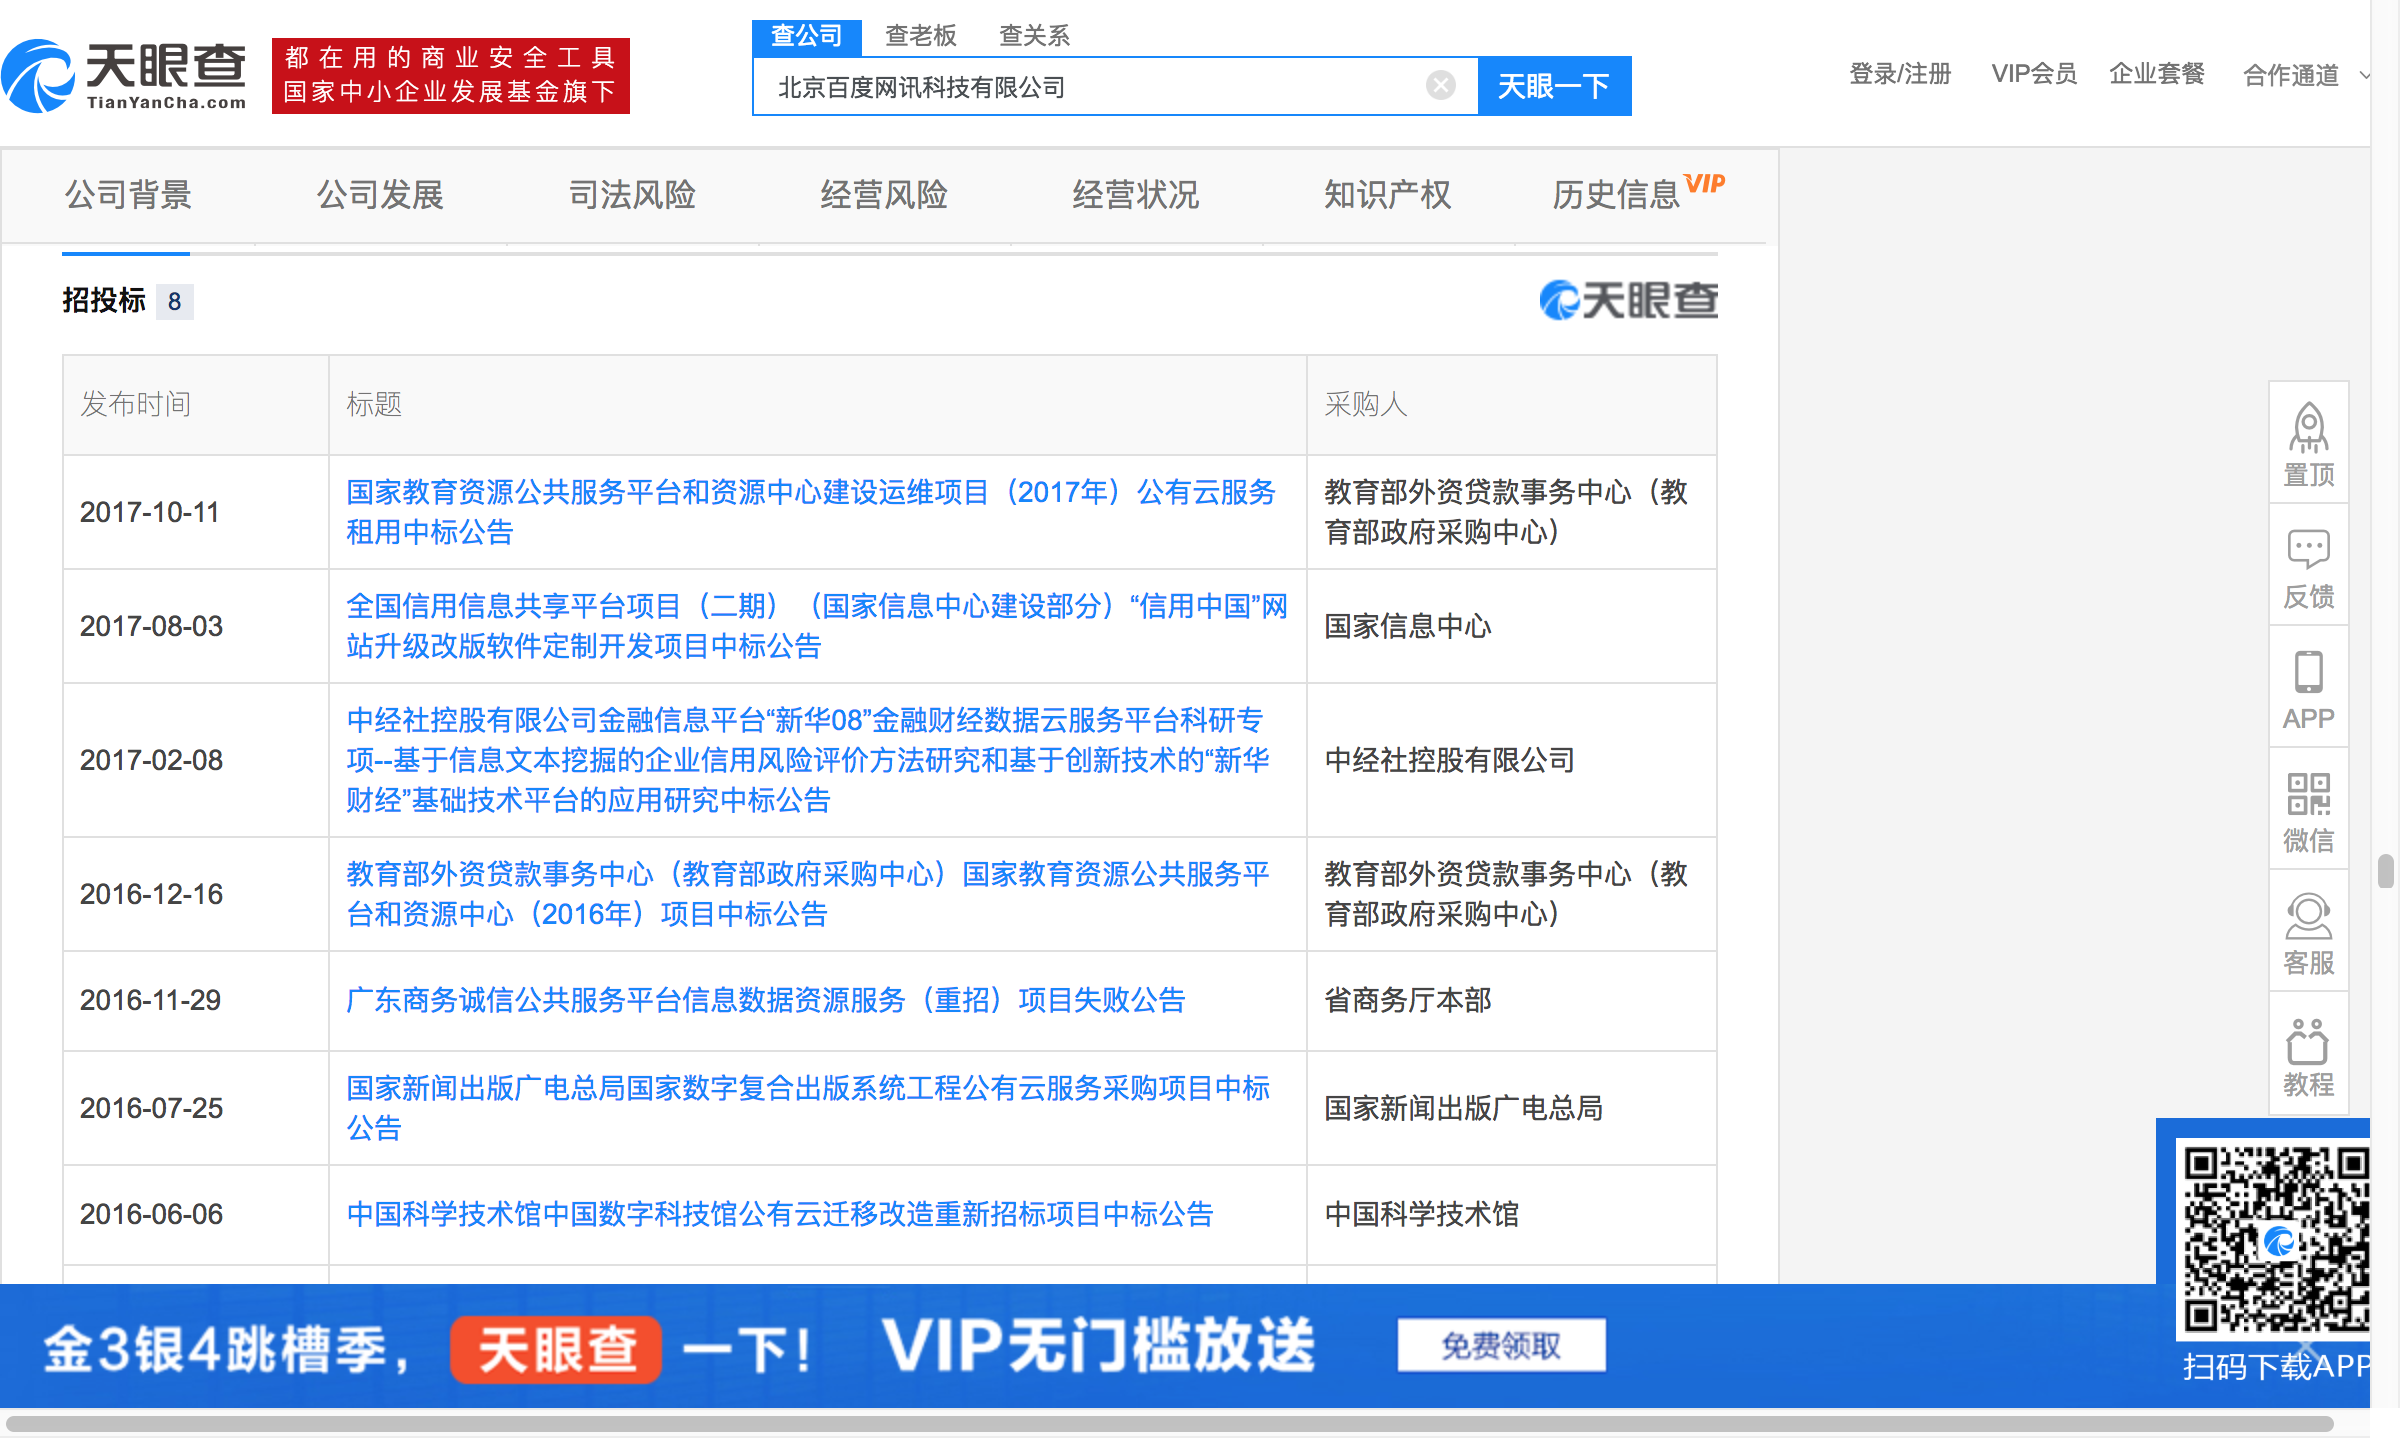 天眼查
TianYanCha.com
都在用的商业安全工具
国家中小企业发展基金旗下
查公司 查老板 查关系
北京百度网讯科技有限公司
天眼一下
登录/注册 VIP会员 企业套餐 合作通道
公司背景 公司发展 司法风险 经营风险 经营状况 知识产权 历史信息 VIP
招投标 8
天眼查
发布时间 标题 采购人
2017-10-11
国家教育资源公共服务平台和资源中心建设运维项目（2017年）公有云服务
租用中标公告
教育部外资贷款事务中心（教
育部政府采购中心）
2017-08-03
全国信用信息共享平台项目（二期）（国家信息中心建设部分）“信用中国”网
站升级改版软件定制开发项目中标公告
国家信息中心
2017-02-08
中经社控股有限公司金融信息平台“新华08”金融财经数据云服务平台科研专
项--基于信息文本挖掘的企业信用风险评价方法研究和基于创新技术的“新华
财经”基础技术平台的应用研究中标公告
中经社控股有限公司
2016-12-16
教育部外资贷款事务中心（教育部政府采购中心）国家教育资源公共服务平
台和资源中心（2016年）项目中标公告
教育部外资贷款事务中心（教
育部政府采购中心）
2016-11-29
广东商务诚信公共服务平台信息数据资源服务（重招）项目失败公告
省商务厅本部
2016-07-25
国家新闻出版广电总局国家数字复合出版系统工程公有云服务采购项目中标
公告
国家新闻出版广电总局
2016-06-06
中国科学技术馆中国数字科技馆公有云迁移改造重新招标项目中标公告
中国科学技术馆
置顶
反馈
APP
微信
客服
教程
金3银4跳槽季，天眼查一下！ VIP无门槛放送
免费领取
扫码下载APP